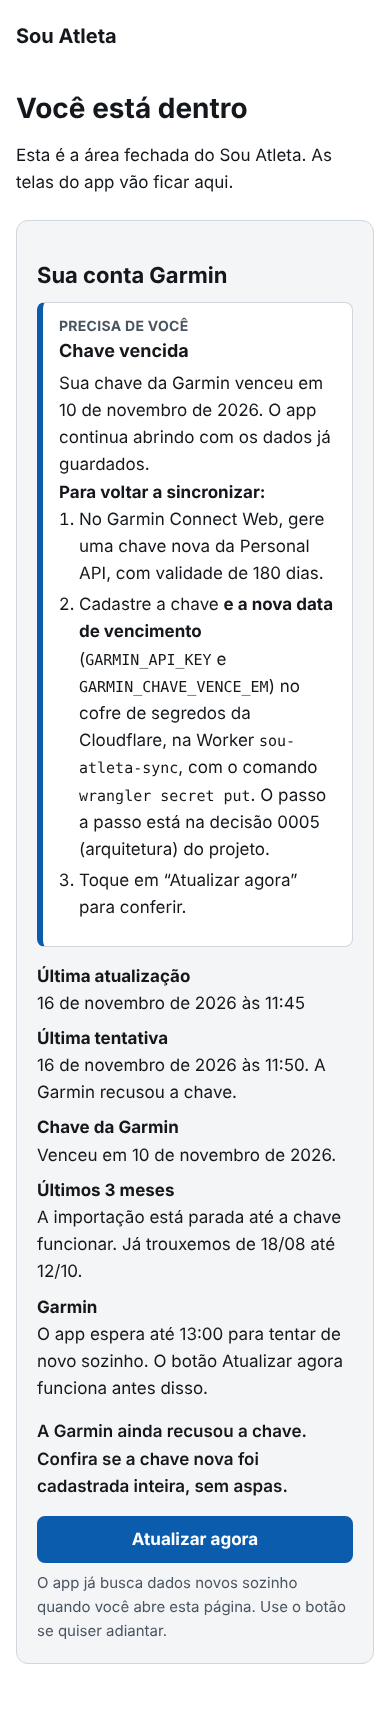 Sou Atleta
Você está dentro
Esta é a área fechada do Sou Atleta. As
telas do app vão ficar aqui.
Sua conta Garmin
PRECISA DE VOCÊ
Chave vencida
Sua chave da Garmin venceu em
10 de novembro de 2026. O app
continua abrindo com os dados já
guardados.
Para voltar a sincronizar:
1. No Garmin Connect Web, gere
uma chave nova da Personal
API, com validade de 180 dias.
2. Cadastre a chave e a nova data
de vencimento
(GARMIN_API_KEY e
GARMIN_CHAVE_VENCE_EM) no
cofre de segredos da
Cloudflare, na Worker sou-
atleta-sync, com o comando
wrangler secret put. O passo
a passo está na decisão 0005
(arquitetura) do projeto.
3. Toque em “Atualizar agora”
para conferir.
Última atualização
16 de novembro de 2026 às 11:45
Última tentativa
16 de novembro de 2026 às 11:50. A
Garmin recusou a chave.
Chave da Garmin
Venceu em 10 de novembro de 2026.
Últimos 3 meses
A importação está parada até a chave
funcionar. Já trouxemos de 18/08 até
12/10.
Garmin
O app espera até 13:00 para tentar de
novo sozinho. O botão Atualizar agora
funciona antes disso.
A Garmin ainda recusou a chave.
Confira se a chave nova foi
cadastrada inteira, sem aspas.
Atualizar agora
O app já busca dados novos sozinho
quando você abre esta página. Use o botão
se quiser adiantar.